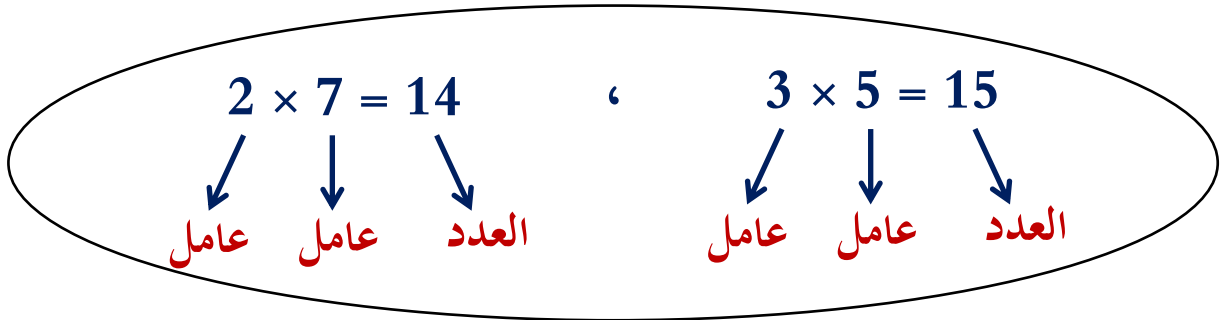 2 × 7 = 14 ، 3 × 5 = 15
عامل عامل العدد عامل عامل العدد